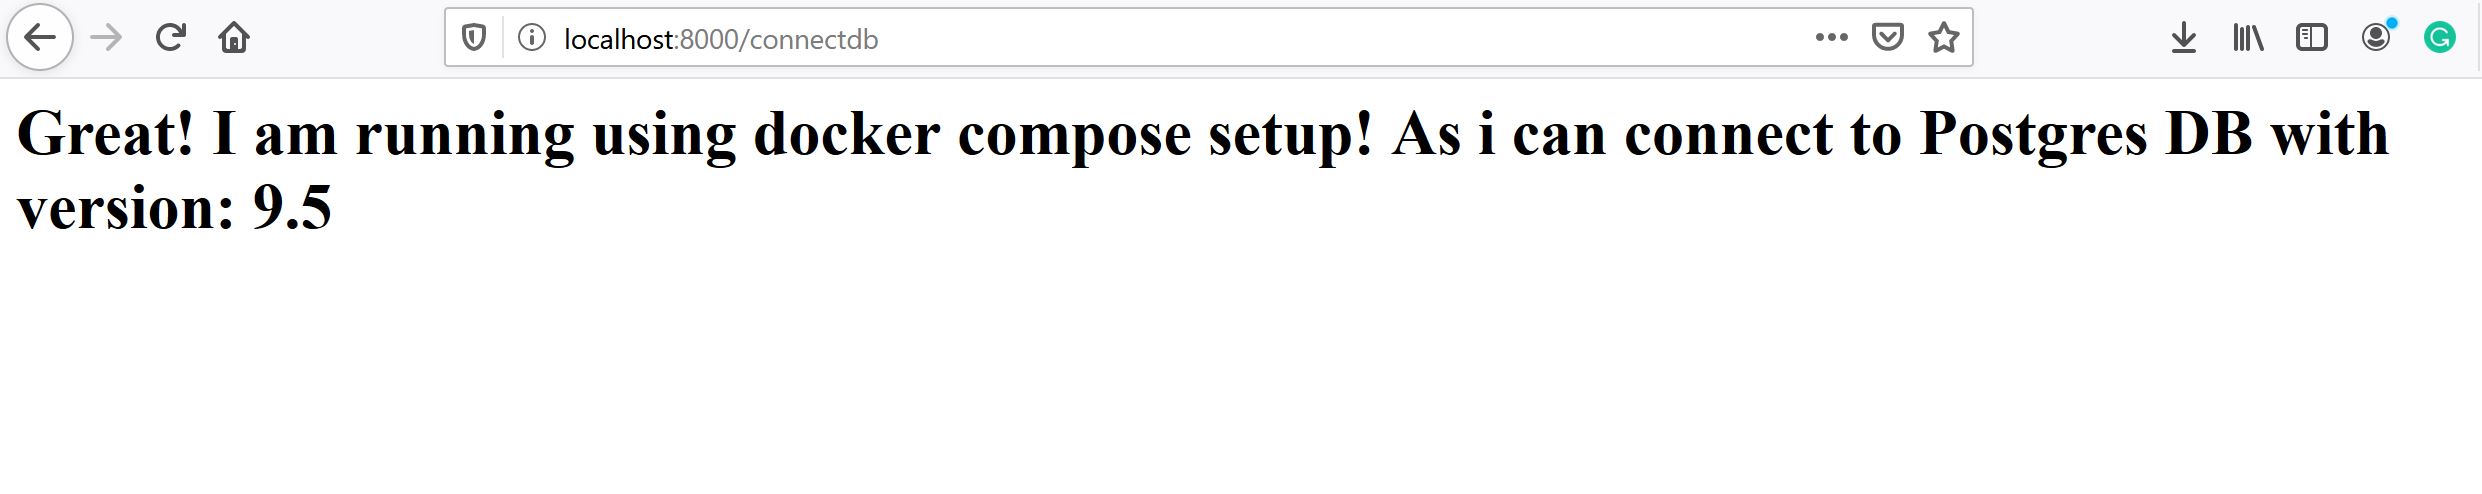 localhost:8000/connectdb
Great! I am running using docker compose setup! As i can connect to Postgres DB with
version: 9.5